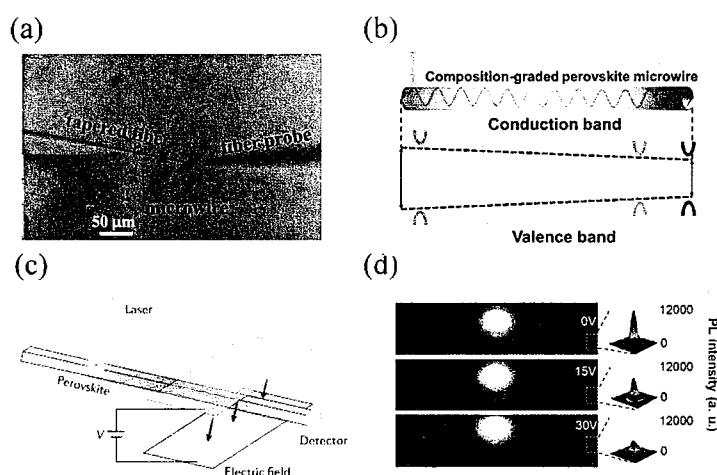 (a)
tapered fiber
fiber probe
microwire
50 μm
(b)
Composition-graded perovskite microwire
Conduction band
Valence band
(c)
Laser
Perovskite
V
Electric field
Detector
(d)
0V
12000
0
15V
12000
0
30V
12000
0
PL intensity (a. u.)